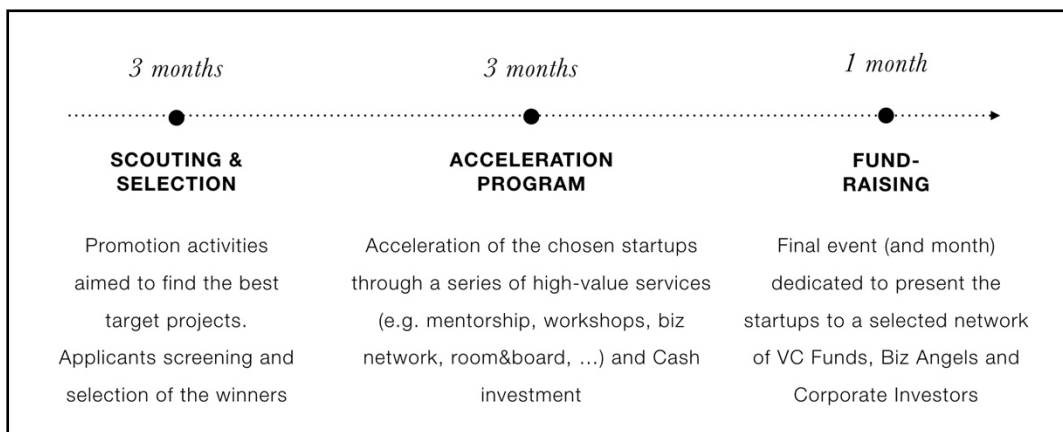 3 months
SCOUTING &
SELECTION
Promotion activities
aimed to find the best
target projects.
Applicants screening and
selection of the winners
3 months
ACCELERATION
PROGRAM
Acceleration of the chosen startups
through a series of high-value services
(e.g. mentorship, workshops, biz
network, room&board, ...) and Cash
investment
1 month
FUND-
RAISING
Final event (and month)
dedicated to present the
startups to a selected network
of VC Funds, Biz Angels and
Corporate Investors